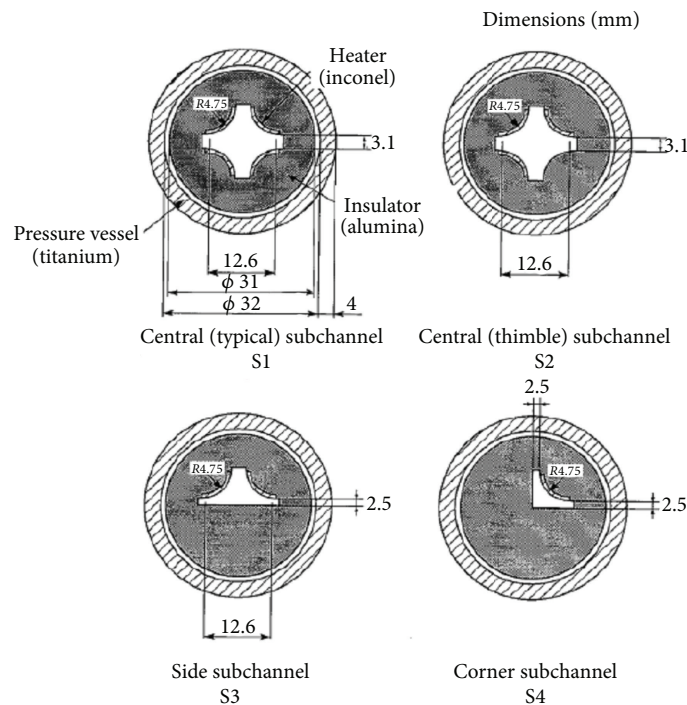 Dimensions (mm)
Heater
(inconel)
R4.75
3.1
Insulator
(alumina)
Pressure vessel
(titanium)
12.6
ϕ 31
ϕ 32
4
Central (typical) subchannel
S1
R4.75
3.1
12.6
Central (thimble) subchannel
S2
R4.75
2.5
12.6
Side subchannel
S3
2.5
R4.75
2.5
Corner subchannel
S4